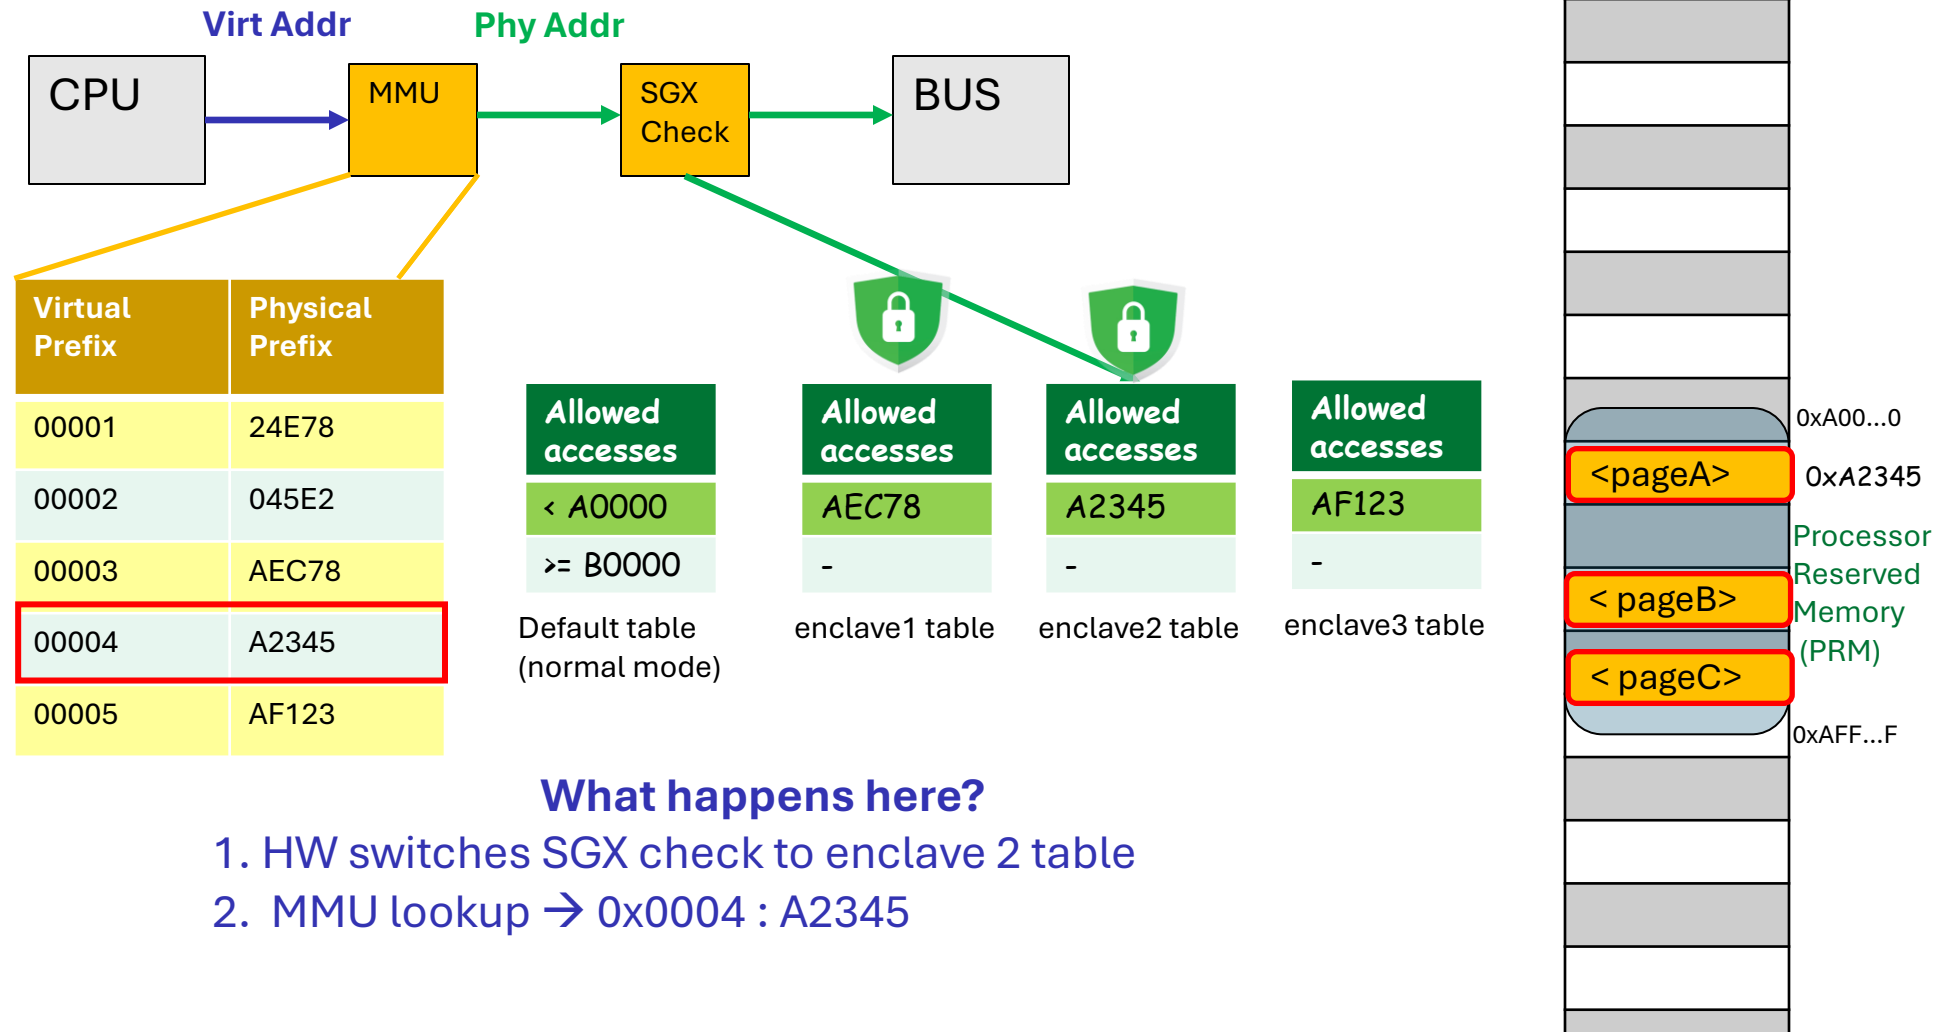 Virt Addr
Phy Addr
CPU
MMU
SGX
Check
BUS
Virtual
Prefix
Physical
Prefix
00001
24E78
00002
045E2
00003
AEC78
00004
A2345
00005
AF123
Allowed
accesses
< A0000
>= B0000
Default table
(normal mode)
Allowed
accesses
AEC78
-
enclave1 table
Allowed
accesses
A2345
-
enclave2 table
Allowed
accesses
AF123
-
enclave3 table
0xA00...0
<pageA>
0xA2345
Processor
Reserved
Memory
(PRM)
< pageB>
< pageC>
0xAFF...F
What happens here?
1. HW switches SGX check to enclave 2 table
2. MMU lookup → 0x0004 : A2345